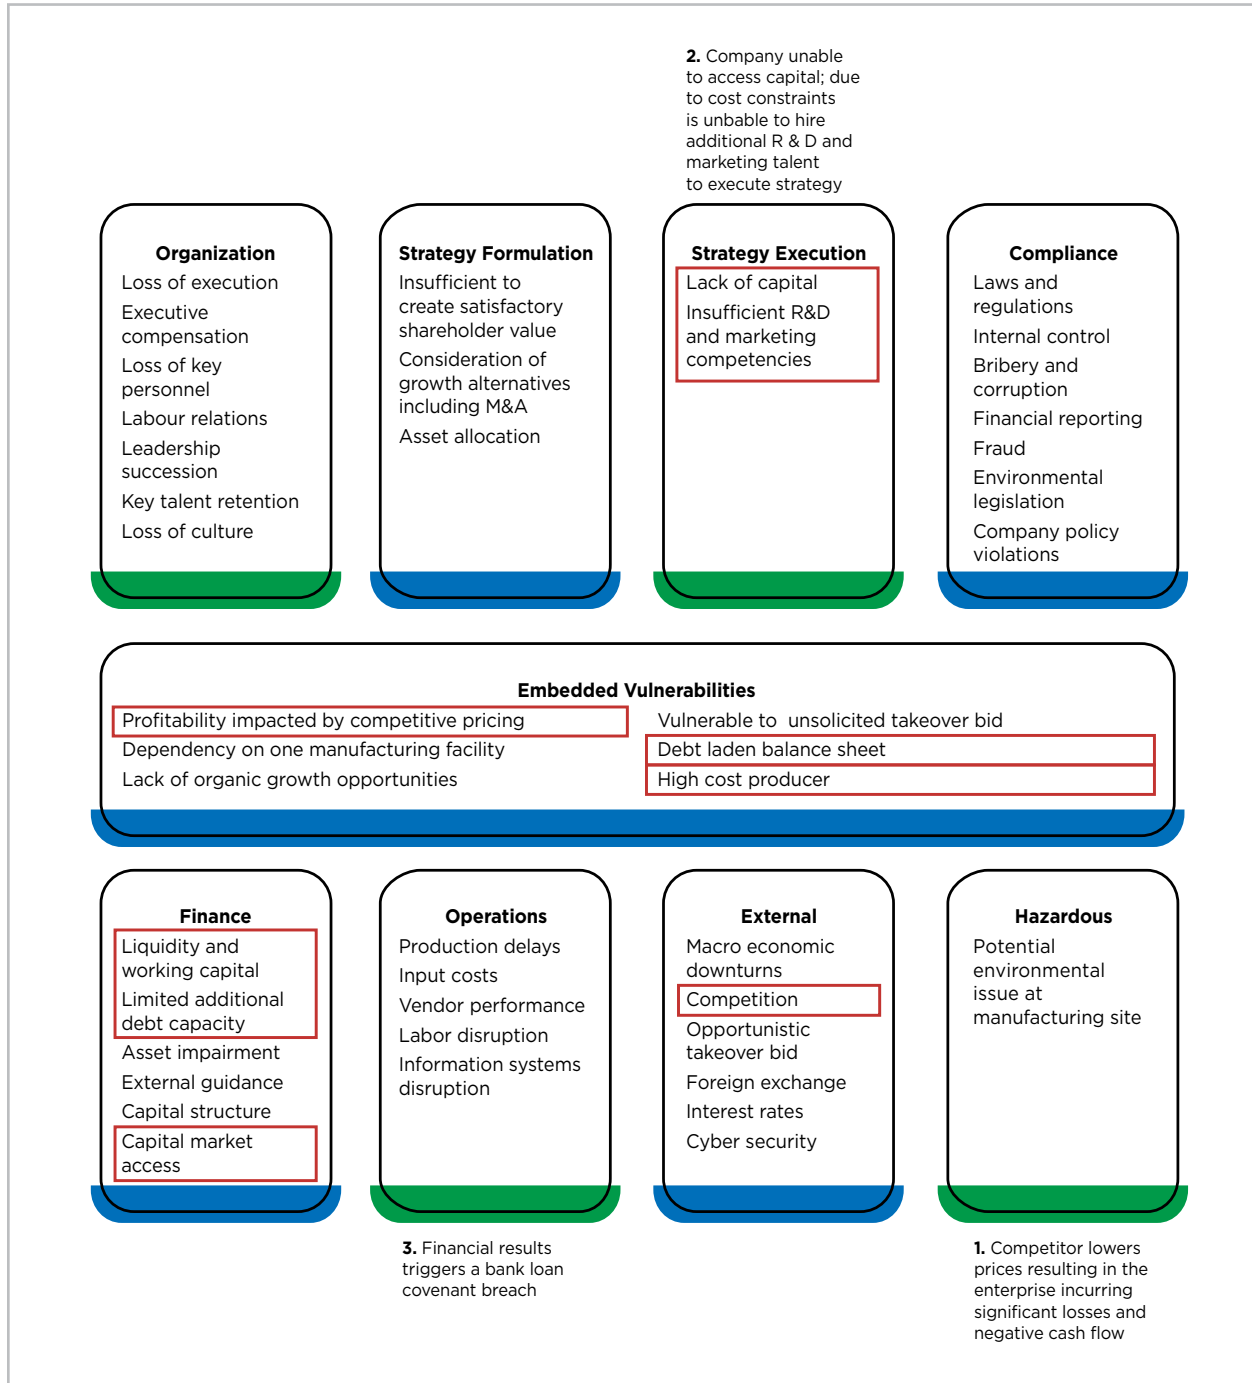 2. Company unable
to access capital; due
to cost constraints
is unbable to hire
additional R & D and
marketing talent
to execute strategy
Organization
Loss of execution
Executive
compensation
Loss of key
personnel
Labour relations
Leadership
succession
Key talent retention
Loss of culture
Strategy Formulation
Insufficient to
create satisfactory
shareholder value
Consideration of
growth alternatives
including M&A
Asset allocation
Strategy Execution
Lack of capital
Insufficient R&D
and marketing
competencies
Compliance
Laws and
regulations
Internal control
Bribery and
corruption
Financial reporting
Fraud
Environmental
legislation
Company policy
violations
Embedded Vulnerabilities
Profitability impacted by competitive pricing
Dependency on one manufacturing facility
Lack of organic growth opportunities
Vulnerable to unsolicited takeover bid
Debt laden balance sheet
High cost producer
Finance
Liquidity and
working capital
Limited additional
debt capacity
Asset impairment
External guidance
Capital structure
Capital market
access
Operations
Production delays
Input costs
Vendor performance
Labor disruption
Information systems
disruption
External
Macro economic
downturns
Competition
Opportunistic
takeover bid
Foreign exchange
Interest rates
Cyber security
Hazardous
Potential
environmental
issue at
manufacturing site
3. Financial results
triggers a bank loan
covenant breach
1. Competitor lowers
prices resulting in the
enterprise incurring
significant losses and
negative cash flow